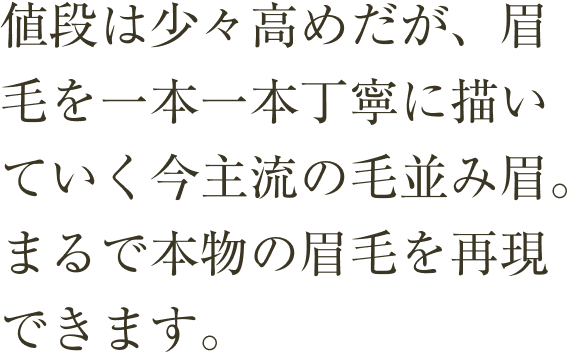 値段は少々高めだが、眉
毛を一本一本丁寧に描い
ていく今主流の毛並み眉。
まるで本物の眉毛を再現
できます。